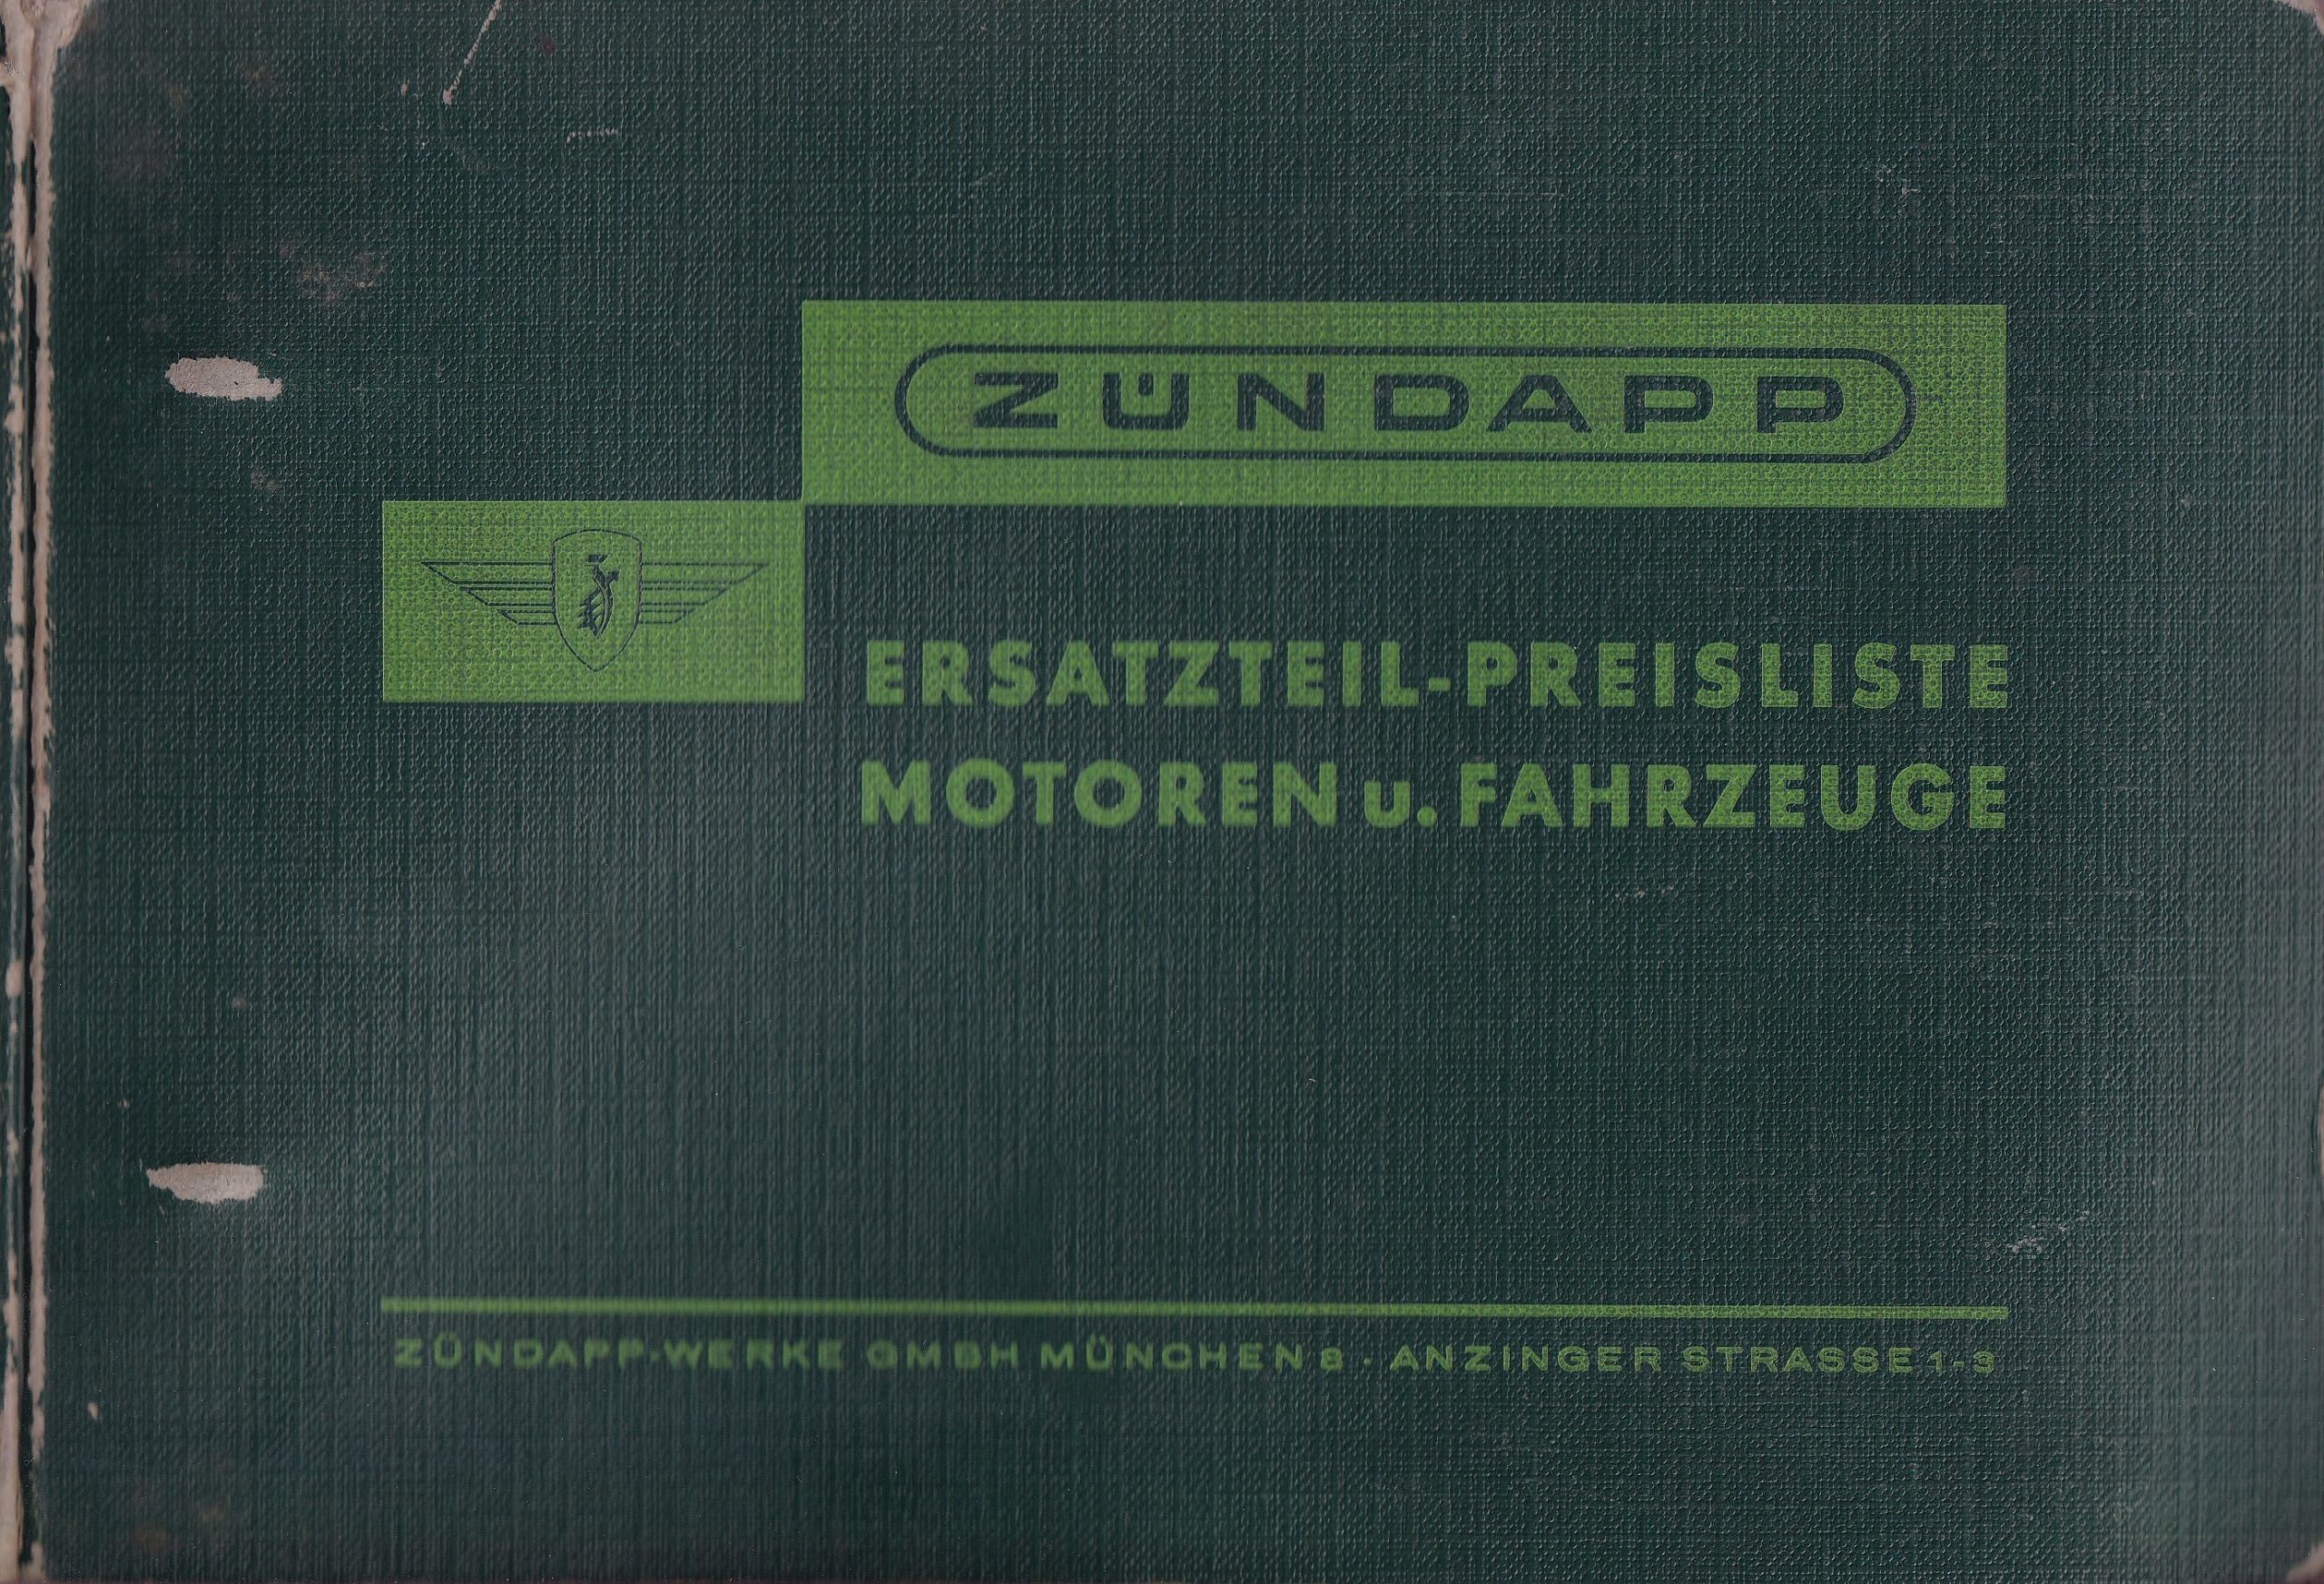 ZÜNDAPP
ERSATZTEIL-PREISLISTE
MOTOREN u. FAHRZEUGE
ZÜNDAPP-WERKE GMBH MÜNCHEN 8 · ANZINGER STRASSE 1-3